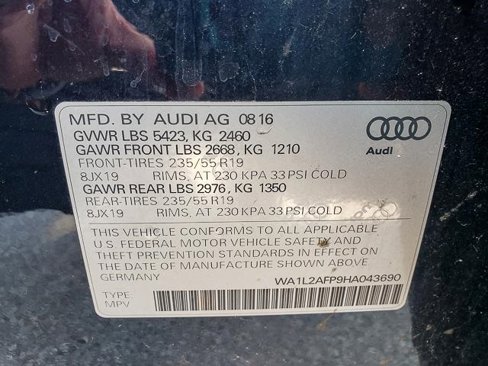 MFD. BY AUDI AG 08 16
GVWR LBS 5423, KG 2460
GAWR FRONT LBS 2668, KG 1210
FRONT-TIRES 235/55 R19
8JX19 RIMS, AT 230 KPA 33 PSI COLD
GAWR REAR LBS 2976, KG 1350
REAR-TIRES 235/55 R19
8JX19 RIMS, AT 230 KPA 33 PSI COLD
Audi
THIS VEHICLE CONFORMS TO ALL APPLICABLE
U.S. FEDERAL MOTOR VEHICLE SAFETY AND
THEFT PREVENTION STANDARDS IN EFFECT ON
THE DATE OF MANUFACTURE SHOWN ABOVE.
GERMANY
WA1L2AFP9HA043690
TYPE:
MPV